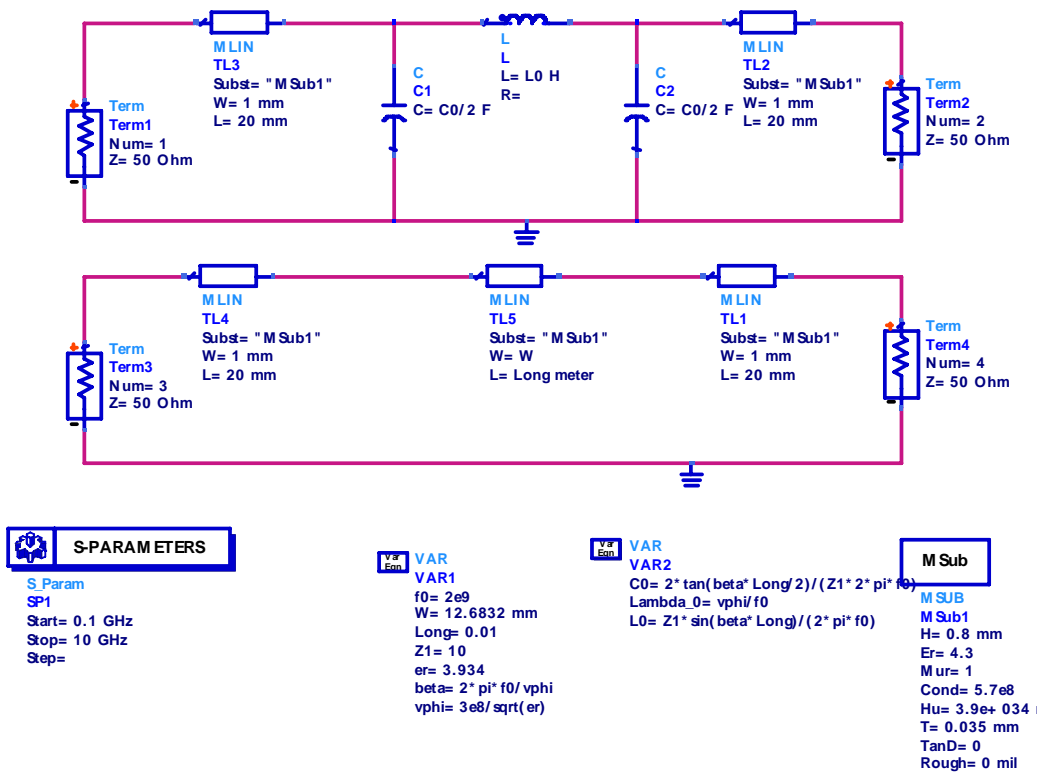 MLIN
TL3
Subst= "MSub1"
W= 1 mm
L= 20 mm
L
L
L= L0 H
R=
MLIN
TL2
Subst= "MSub1"
W= 1 mm
L= 20 mm
C
C1
C= C0/2 F
C
C2
C= C0/2 F
Term
Term1
Num= 1
Z= 50 Ohm
Term
Term2
Num= 2
Z= 50 Ohm
MLIN
TL4
Subst= "MSub1"
W= 1 mm
L= 20 mm
MLIN
TL5
Subst= "MSub1"
W= W
L= Long meter
MLIN
TL1
Subst= "MSub1"
W= 1 mm
L= 20 mm
Term
Term3
Num= 3
Z= 50 Ohm
Term
Term4
Num= 4
Z= 50 Ohm
S-PARAMETERS
S_Param
SP1
Start= 0.1 GHz
Stop= 10 GHz
Step=
Var
Eqn
VAR
VAR1
f0= 2e9
W= 12.6832 mm
Long= 0.01
Z1= 10
er= 3.934
beta= 2*pi*f0/vphi
vphi= 3e8/sqrt(er)
Var
Eqn
VAR
VAR2
C0= 2*tan(beta*Long/2)/(Z1*2*pi*f0)
Lambda_0= vphi/f0
L0= Z1*sin(beta*Long)/(2*pi*f0)
MSub
MSUB
MSub1
H= 0.8 mm
Er= 4.3
Mur= 1
Cond= 5.7e8
Hu= 3.9e+034
T= 0.035 mm
TanD= 0
Rough= 0 mil